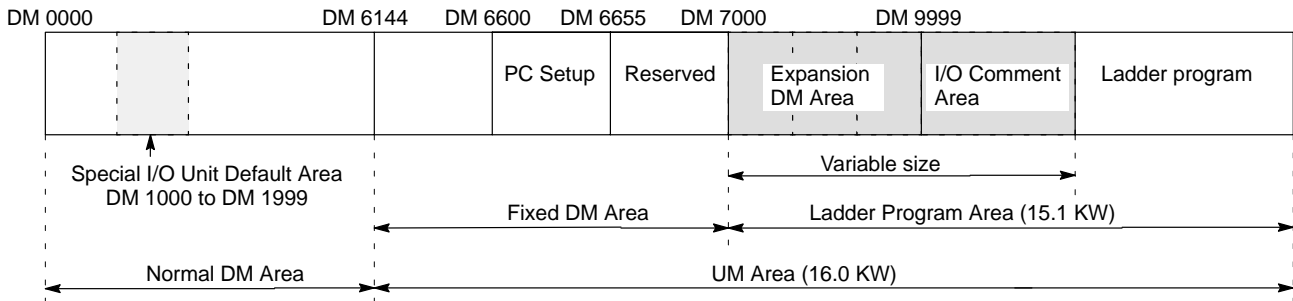 DM 0000 DM 6144 DM 6600 DM 6655 DM 7000 DM 9999
PC Setup Reserved Expansion I/O Comment Ladder program
DM Area Area
Special I/O Unit Default Area
DM 1000 to DM 1999
Variable size
Fixed DM Area Ladder Program Area (15.1 KW)
Normal DM Area UM Area (16.0 KW)